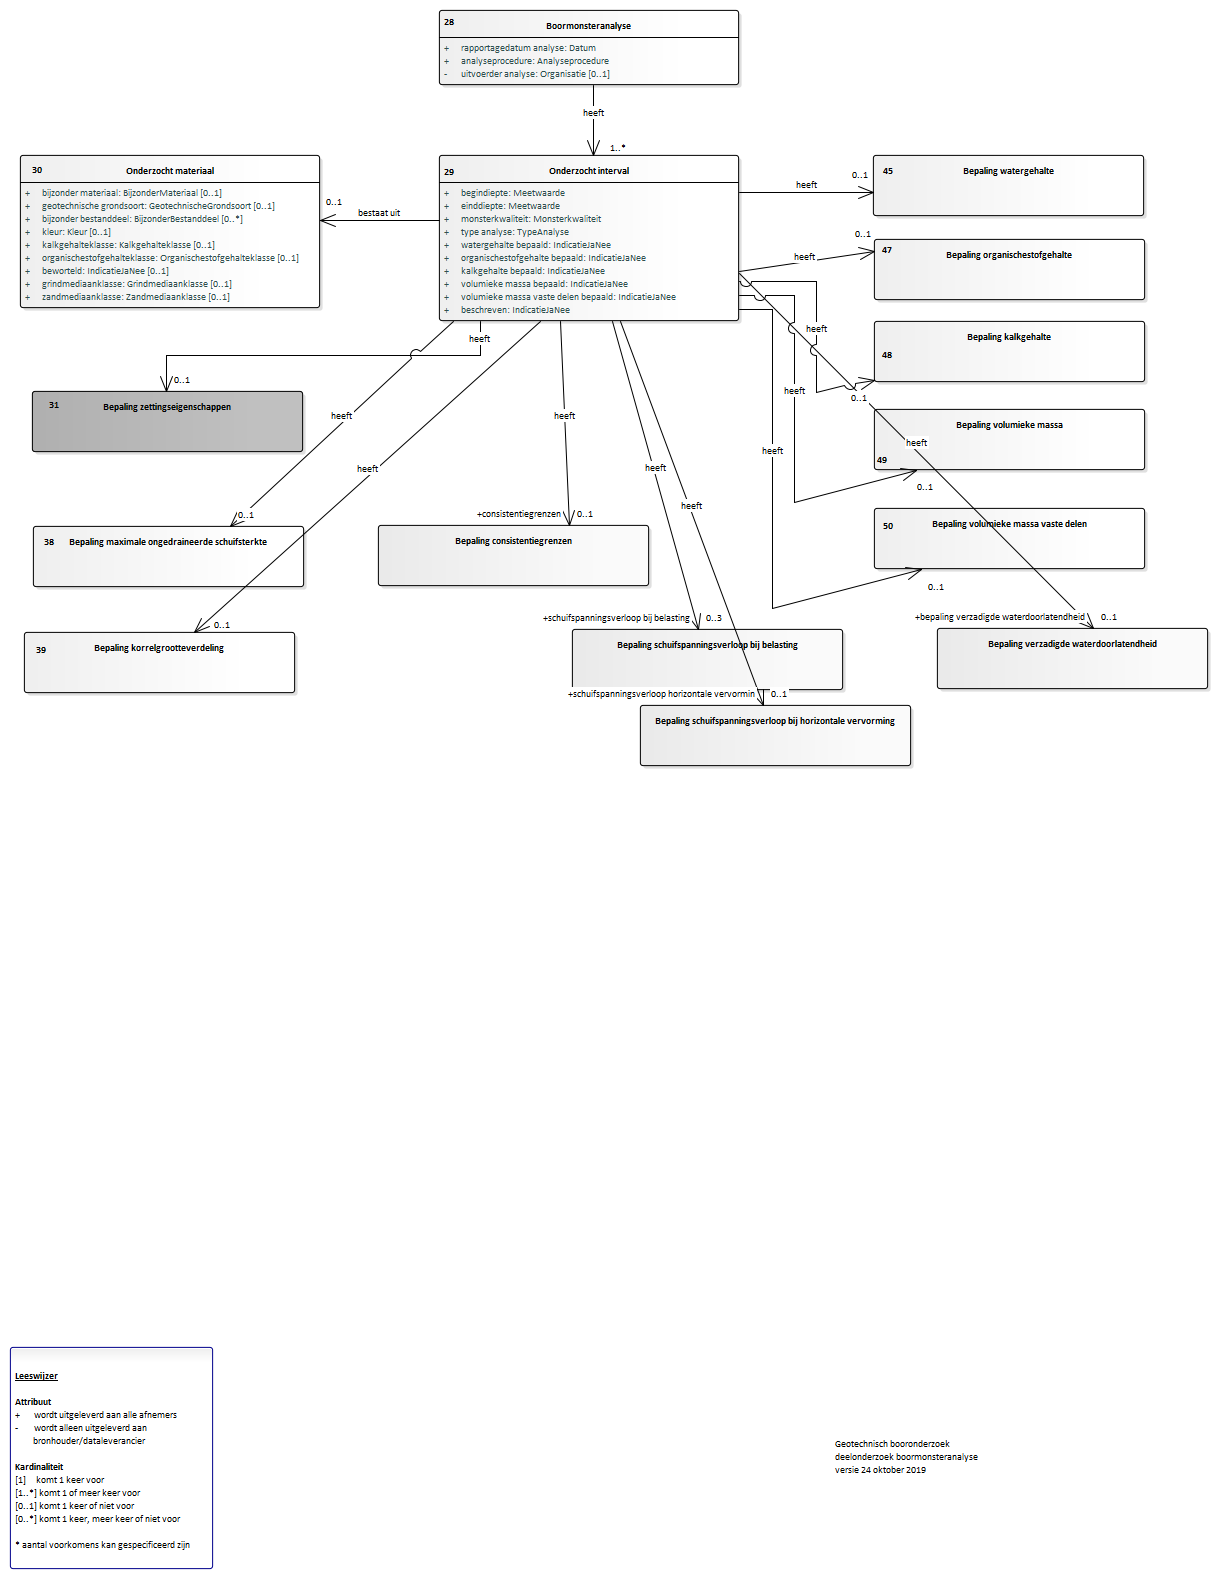 28
Boormonsteranalyse
+ rapportagedatum analyse: Datum
+ analyseprocedure: Analyseprocedure
- uitvoerder analyse: Organisatie [0..1]
heeft
1..*
30
Onderzocht materiaal
+ bijzonder materiaal: BijzonderMateriaal [0..1]
+ geotechnische grondsoort: GeotechnischeGrondsoort [0..1]
+ bijzonder bestanddeel: BijzonderBestanddeel [0..*]
+ kleur: Kleur [0..1]
+ kalkgehalteklasse: Kalkgehalteklasse [0..1]
+ organischestofgehalteklasse: Organischestofgehalteklasse [0..1]
+ beworteld: IndicatieJaNee [0..1]
+ grindmediaanklasse: Grindmediaanklasse [0..1]
+ zandmediaanklasse: Zandmediaanklasse [0..1]
0..1
bestaat uit
29
Onderzocht interval
+ begindiepte: Meetwaarde
+ einddiepte: Meetwaarde
+ monsterkwaliteit: Monsterkwaliteit
+ type analyse: TypeAnalyse
+ watergehalte bepaald: IndicatieJaNee
+ organischestofgehalte bepaald: IndicatieJaNee
+ kalkgehalte bepaald: IndicatieJaNee
+ volumieke massa bepaald: IndicatieJaNee
+ volumieke massa vaste delen bepaald: IndicatieJaNee
+ beschreven: IndicatieJaNee
heeft
0..1
45
Bepaling watergehalte
heeft
0..1
47
Bepaling organischestofgehalte
heeft
0..1
48
Bepaling kalkgehalte
heeft
0..1
49
Bepaling volumieke massa
heeft
0..1
50
Bepaling volumieke massa vaste delen
heeft
+bepaling verzadigde waterdoorlatendheid
0..1
Bepaling verzadigde waterdoorlatendheid
heeft
0..1
31
Bepaling zettingseigenschappen
heeft
0..1
38
Bepaling maximale ongedraineerde schuifsterkte
heeft
0..1
39
Bepaling korrelgrootteverdeling
heeft
+consistentiegrenzen
0..1
Bepaling consistentiegrenzen
heeft
+schuifspanningsverloop bij belasting
0..3
Bepaling schuifspanningsverloop bij belasting
heeft
+schuifspanningsverloop horizontale vervormin
0..1
Bepaling schuifspanningsverloop bij horizontale vervorming
Leeswijzer
Attribuut
+ wordt uitgeleverd aan alle afnemers
- wordt alleen uitgeleverd aan
bronhouder/dataleverancier
Kardinaliteit
[1] komt 1 keer voor
[1..*] komt 1 of meer keer voor
[0..1] komt 1 keer of niet voor
[0..*] komt 1 keer, meer keer of niet voor
* aantal voorkomens kan gespecificeerd zijn
Geotechnisch booronderzoek
deelonderzoek boormonsteranalyse
versie 24 oktober 2019